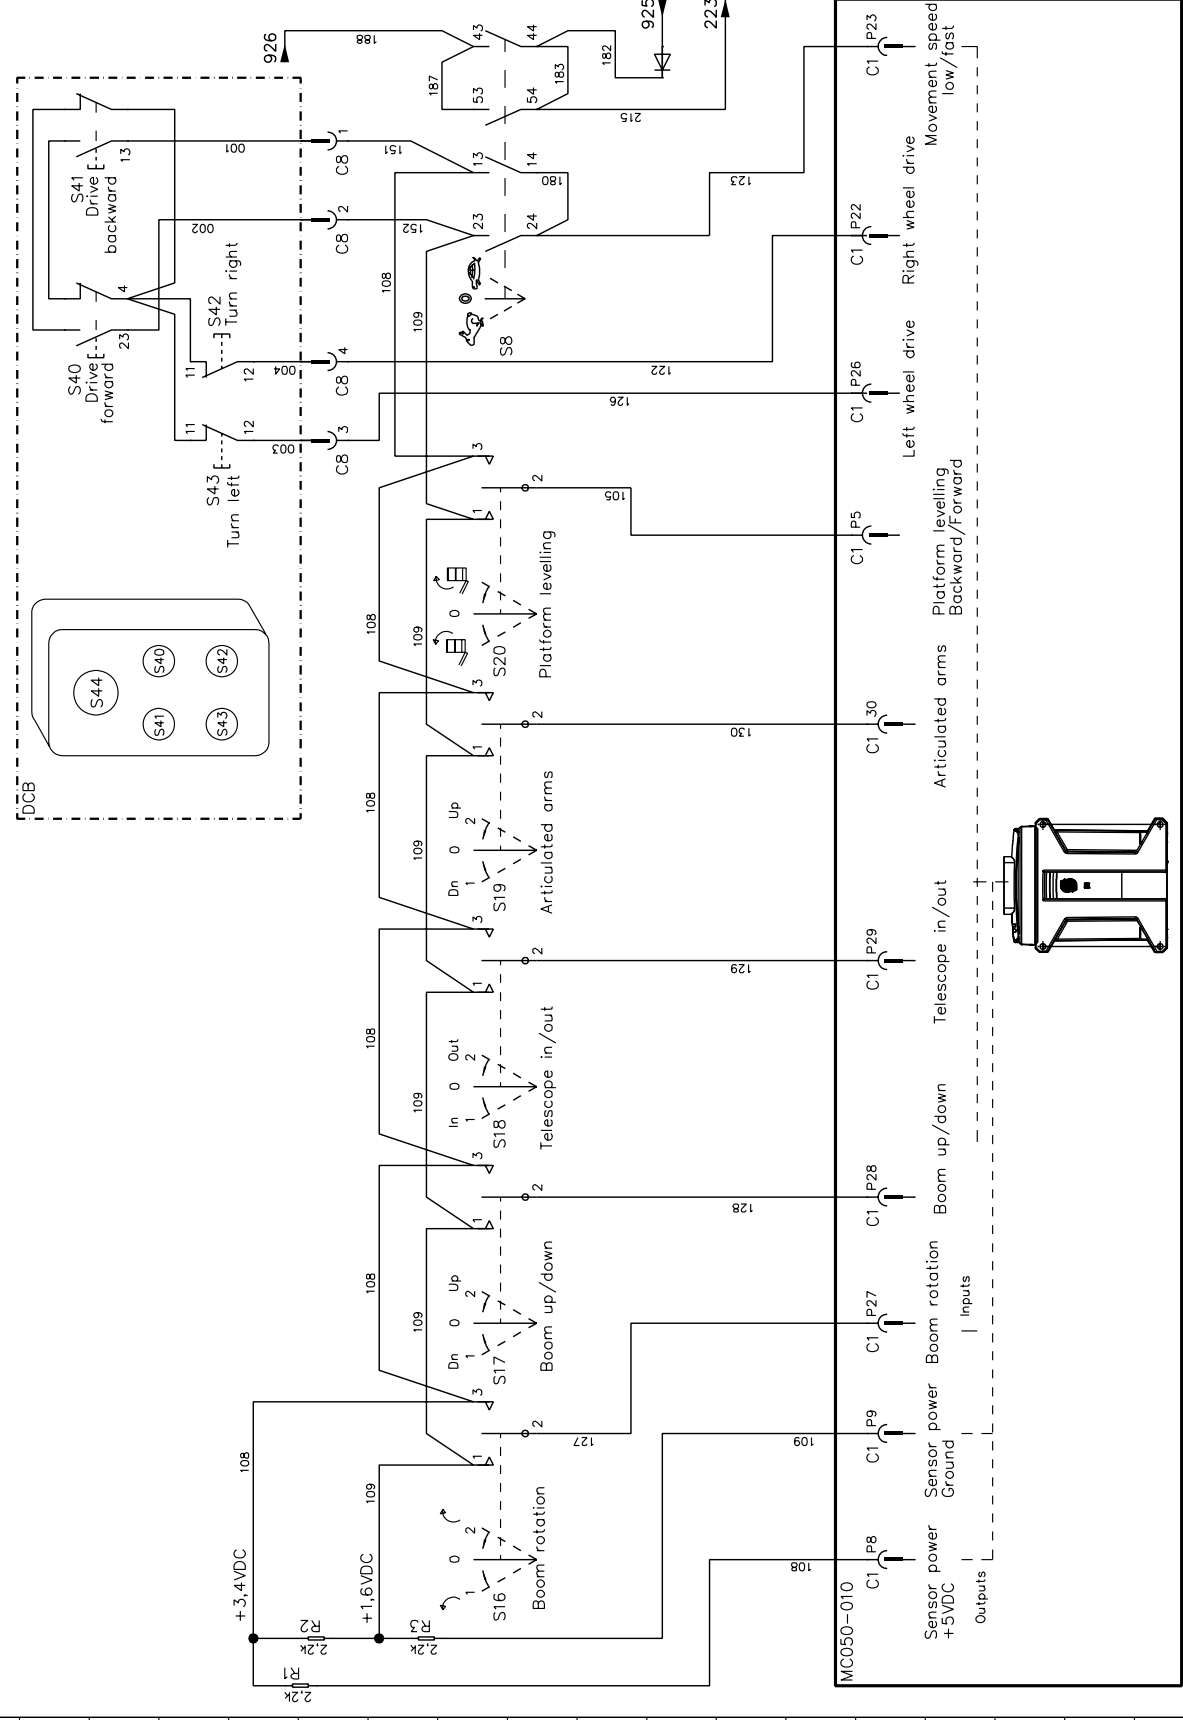 926
188
43
44
925
223
187
53
54
183
182
215
S41
Drive
backward
13
001
C8
1
151
13
14
180
123
C1
P23
Movement speed
low/fast
002
C8
2
152
23
24
108
109
S8
0
C1
P22
Right wheel drive
S40
Drive
forward
23
4
S42
Turn right
11
12
004
C8
4
122
S43
Turn left
11
12
003
C8
3
126
C1
P26
Left wheel drive
3
2
1
105
C1
P5
Platform levelling
Backward/Forward
DCB
S44
S40
S41
S42
S43
108
109
0
S20
Platform levelling
3
2
1
130
C1
30
Articulated arms
108
109
Dn
0
Up
1
2
S19
Articulated arms
3
2
1
129
C1
P29
Telescope in/out
108
109
In
0
Out
1
2
S18
Telescope in/out
3
2
1
128
C1
P28
Boom up/down
108
109
Dn
0
Up
1
2
S17
Boom up/down
3
2
1
127
C1
P27
Boom rotation
Inputs
108
109
1
0
2
S16
Boom rotation
109
C1
P9
Sensor power
Ground
+3,4VDC
+1,6VDC
R2
2,2k
R3
2,2k
R1
2,2k
108
C1
P8
Sensor power
+5VDC
Outputs
MC050-010